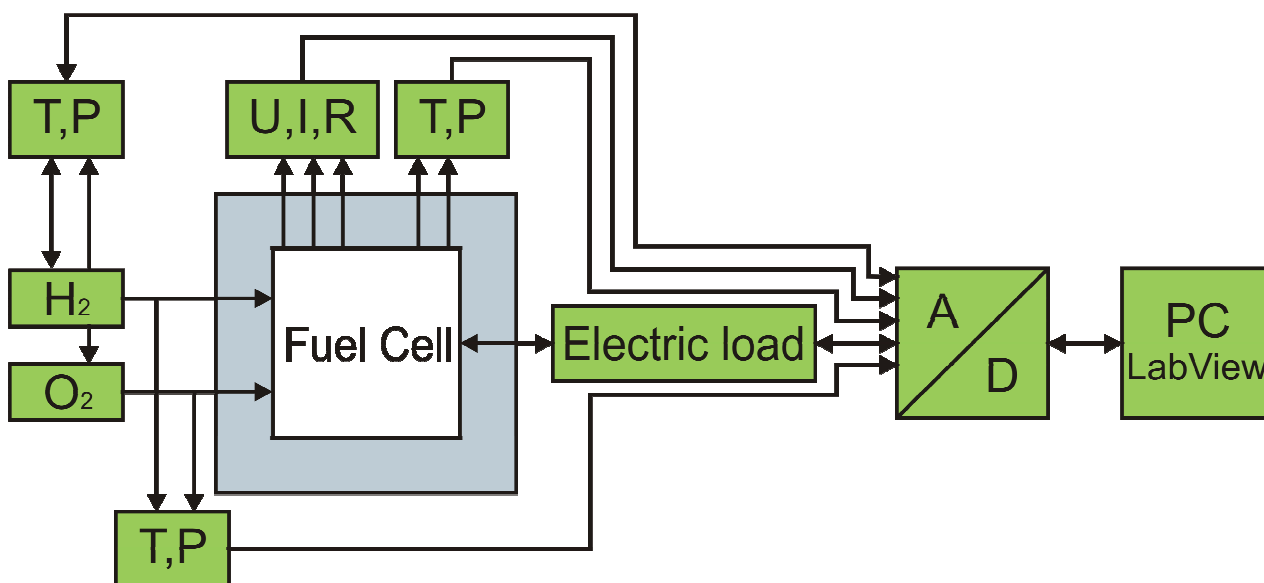 T,P
U,I,R
T,P
H₂
O₂
Fuel Cell
Electric load
A
D
PC
LabView
T,P